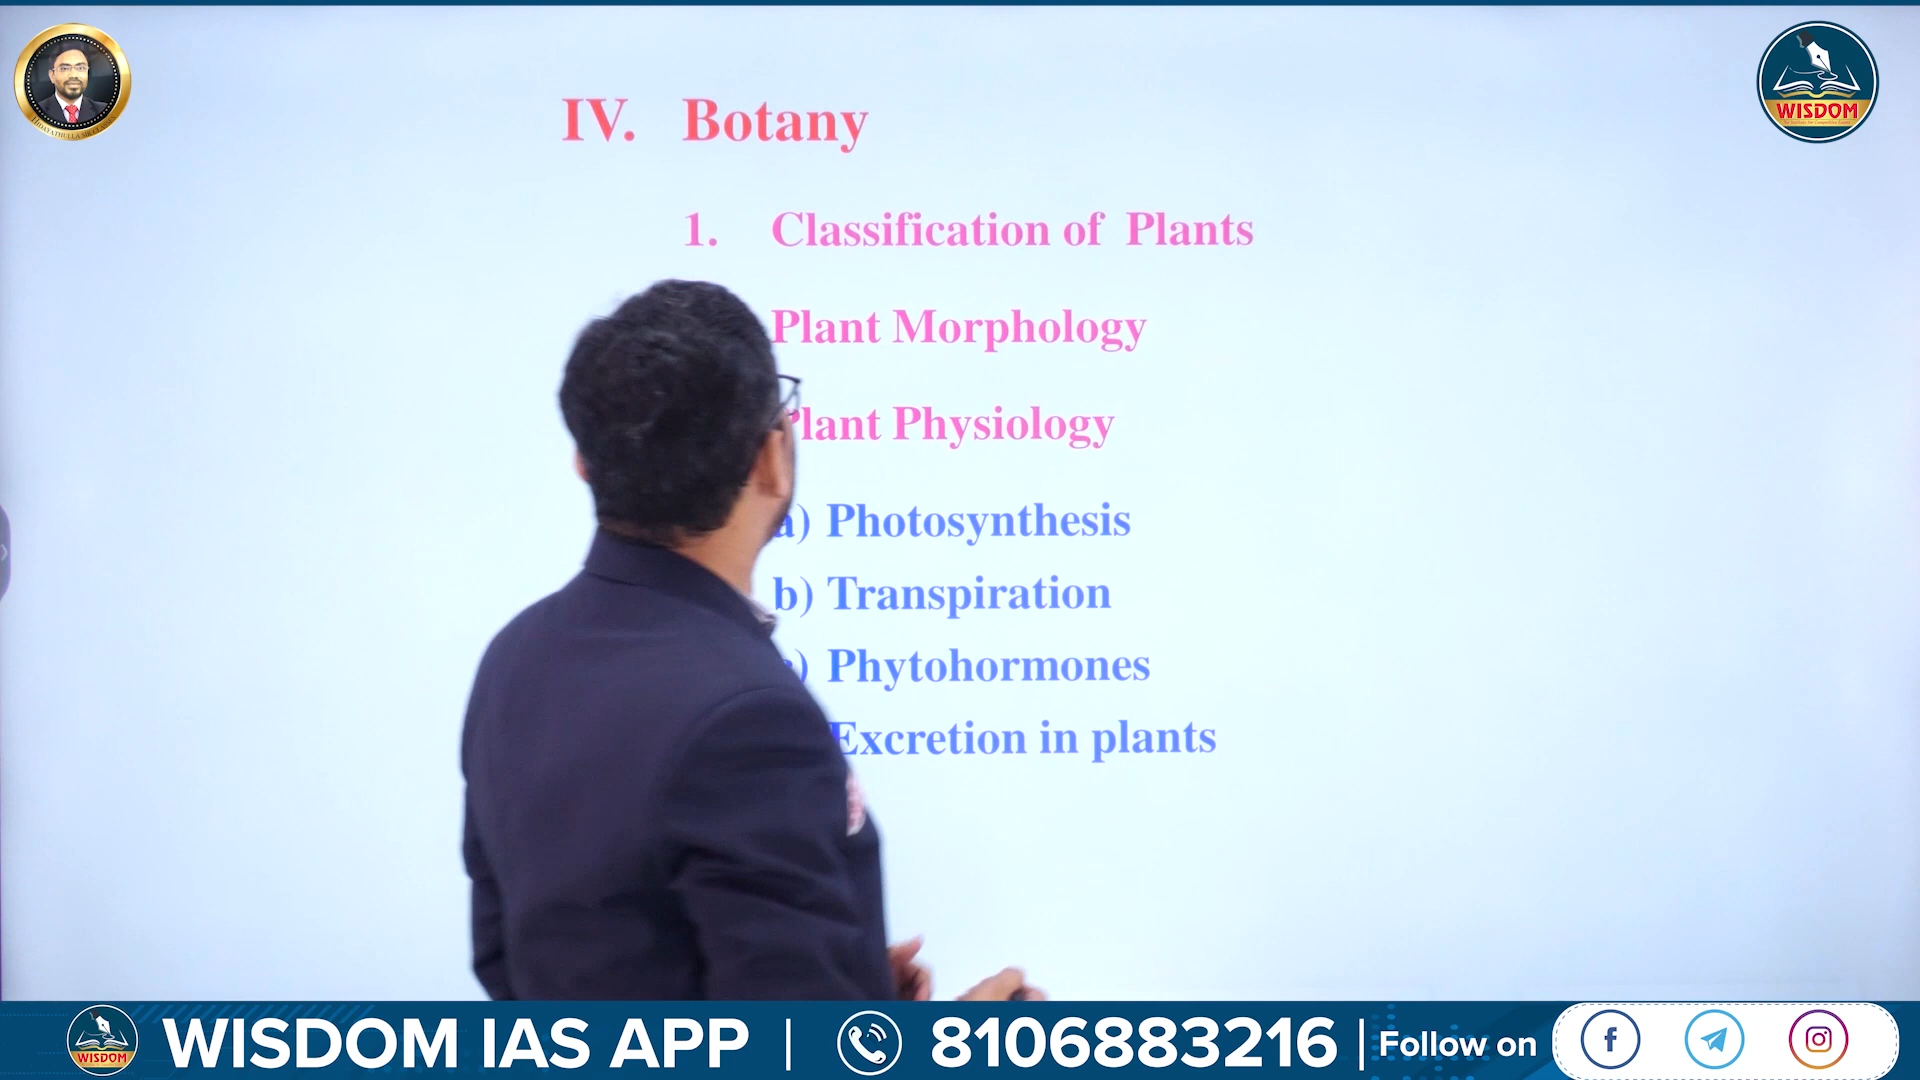 WISDOM
IV. Botany
1. Classification of Plants
Plant Morphology
Plant Physiology
a) Photosynthesis
b) Transpiration
) Phytohormones
Excretion in plants
WISDOM
WISDOM IAS APP | 8106883216 | Follow on